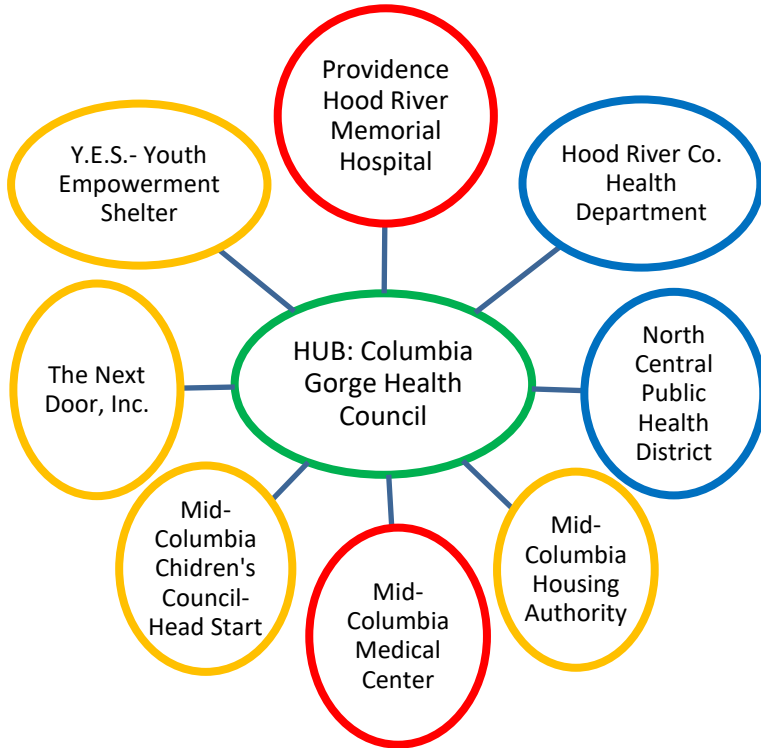 Providence
Hood River
Memorial
Hospital
Y.E.S.- Youth
Empowerment
Shelter
Hood River Co.
Health
Department
HUB: Columbia
Gorge Health
Council
The Next
Door, Inc.
North
Central
Public
Health
District
Mid-
Columbia
Chidren's
Council-
Head Start
Mid-
Columbia
Medical
Center
Mid-
Columbia
Housing
Authority